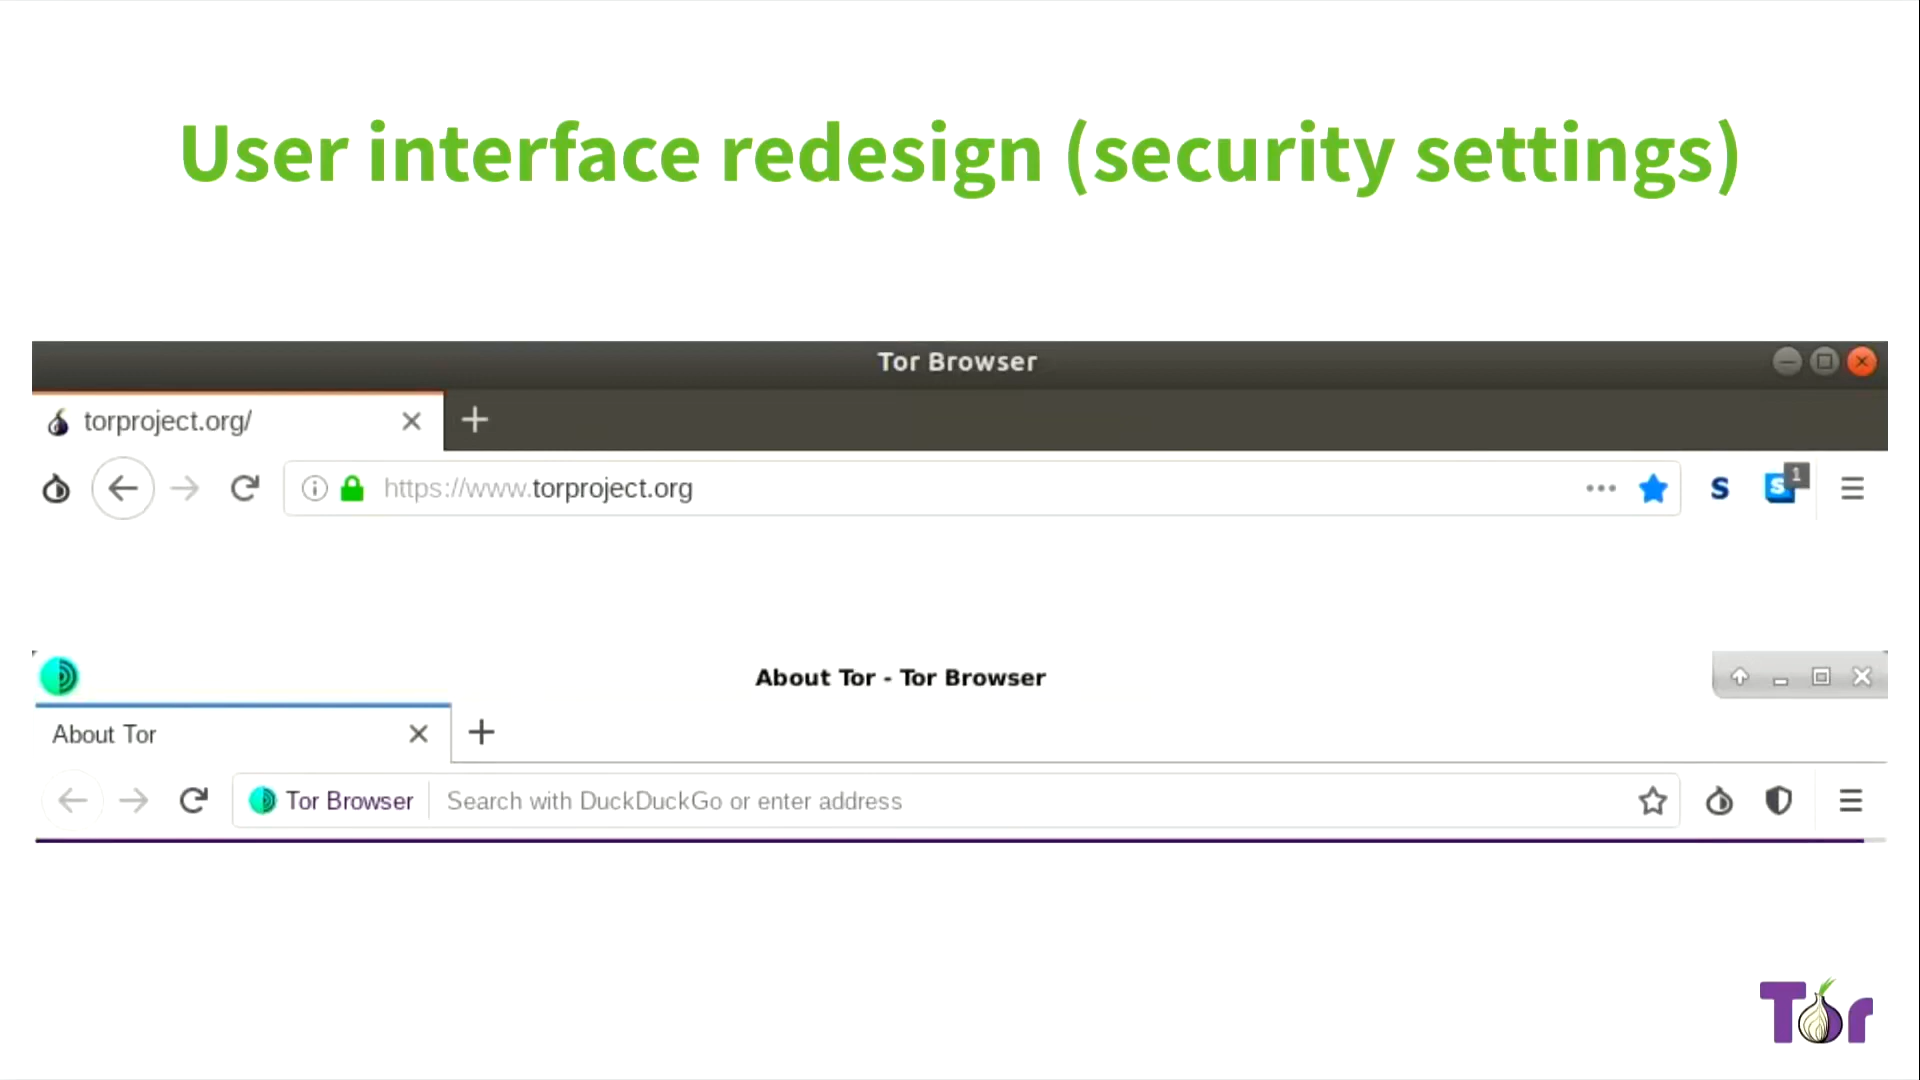 User interface redesign (security settings)
Tor Browser
torproject.org/
https://www.torproject.org
S
S 1
About Tor - Tor Browser
About Tor
Tor Browser Search with DuckDuckGo or enter address
Tor